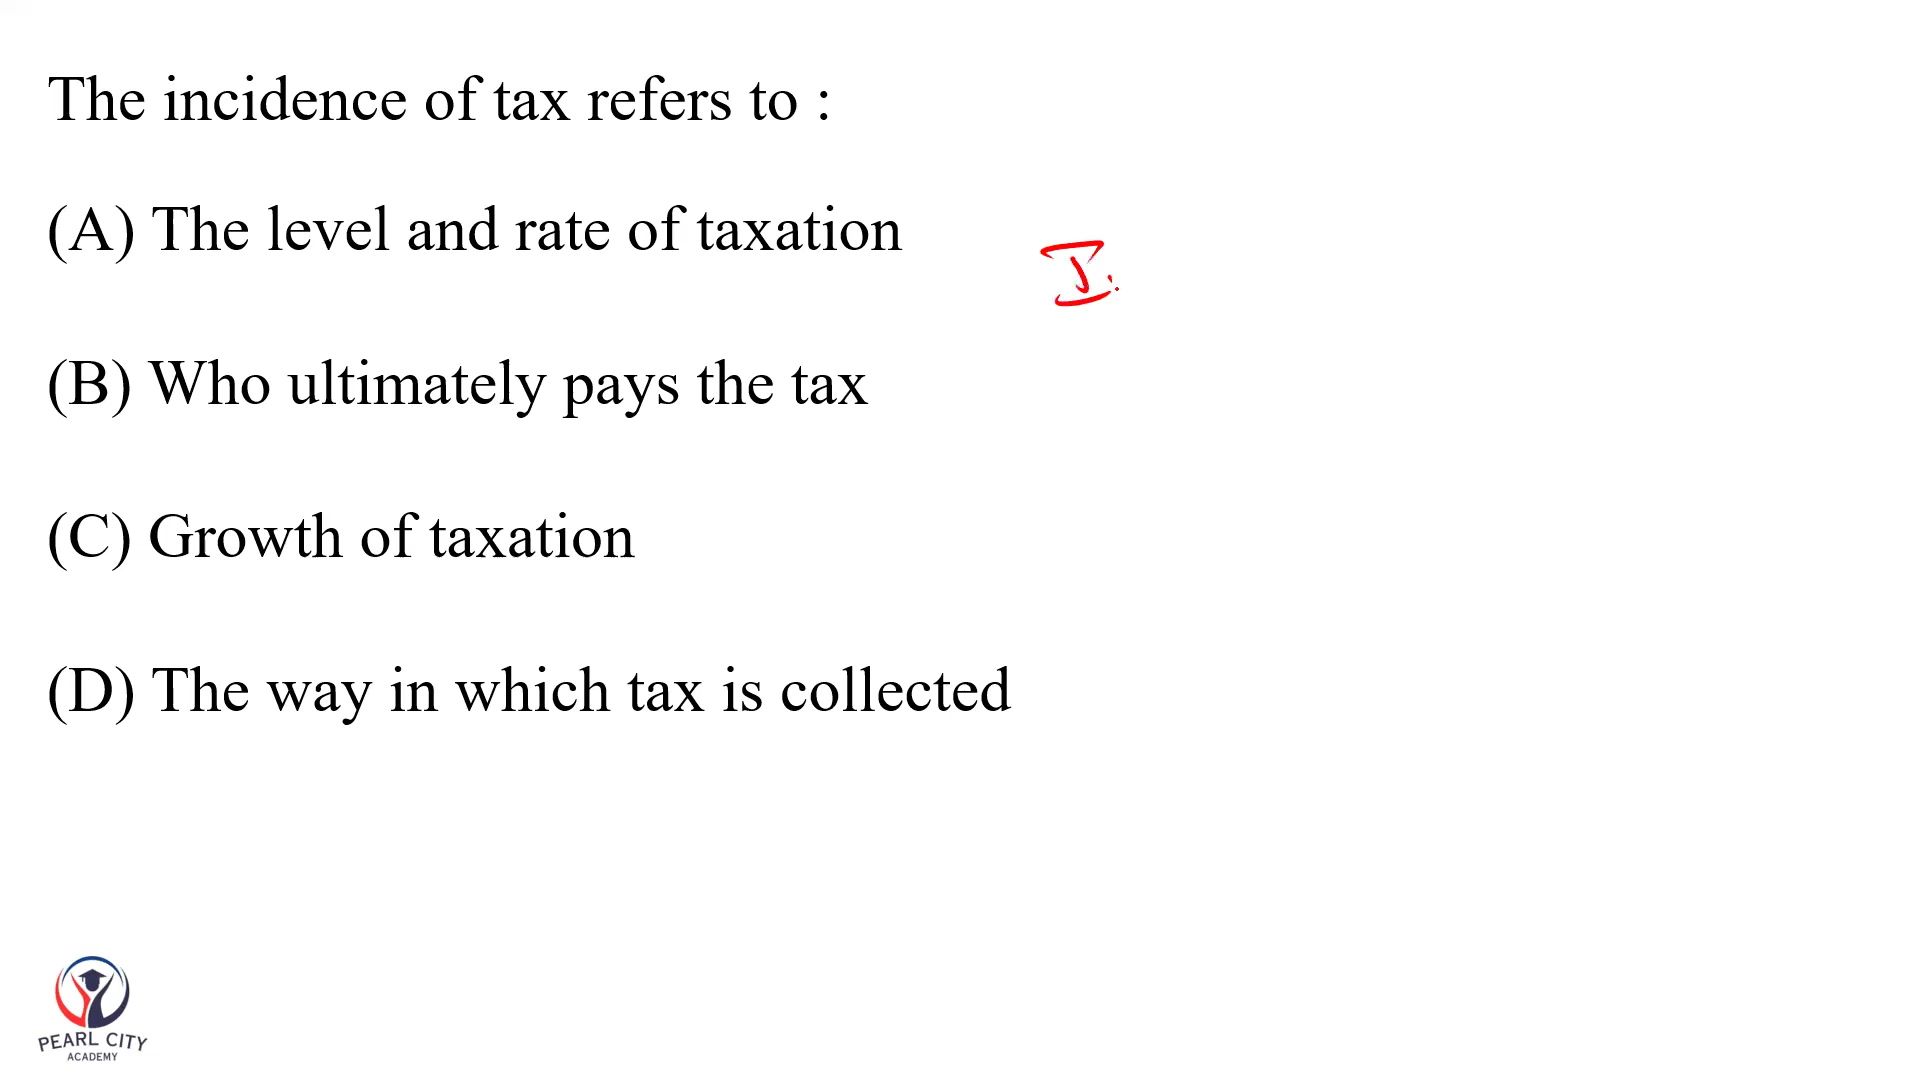 The incidence of tax refers to :
(A) The level and rate of taxation
I
(B) Who ultimately pays the tax
(C) Growth of taxation
(D) The way in which tax is collected
PEARL CITY
ACADEMY